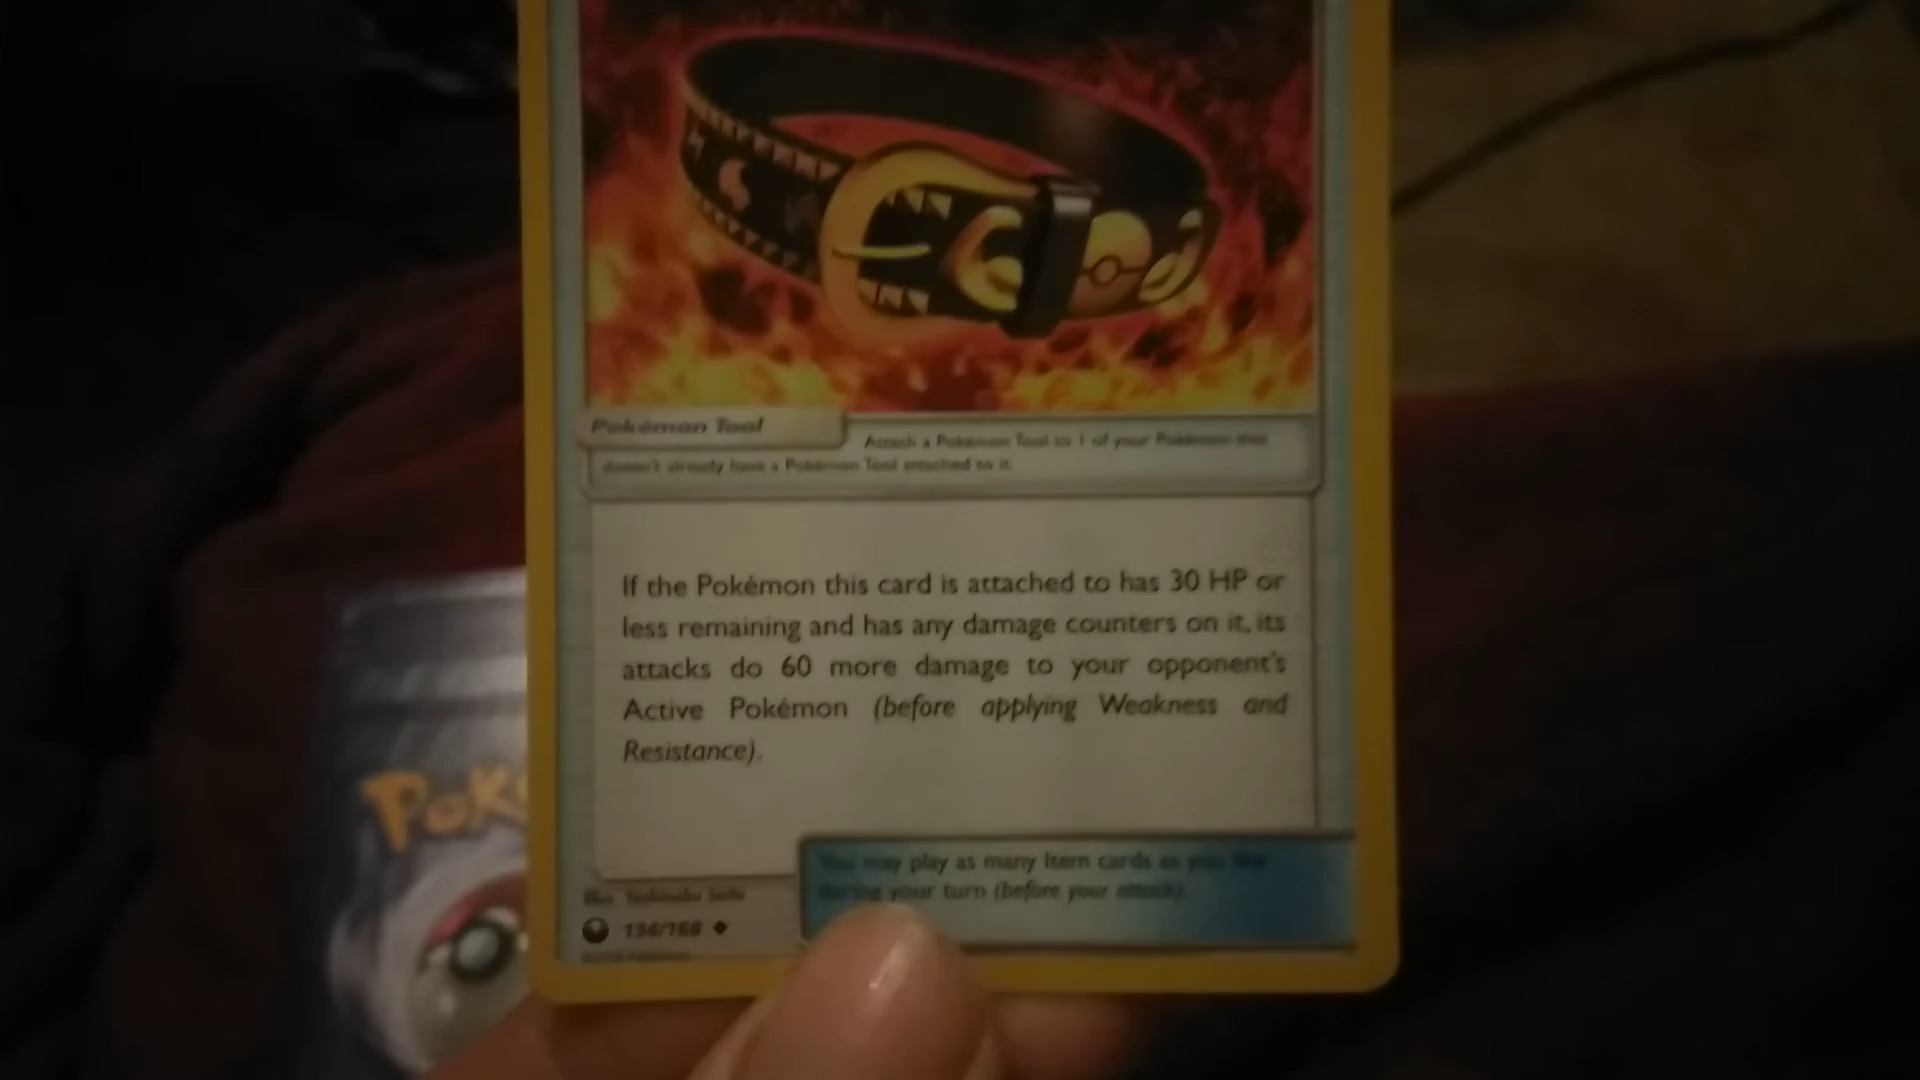 Pokémon Tool
Attach a Pokémon Tool to 1 of your Pokémon that
doesn't already have a Pokémon Tool attached to it.
If the Pokémon this card is attached to has 30 HP or
less remaining and has any damage counters on it, its
attacks do 60 more damage to your opponent's
Active Pokémon (before applying Weakness and
Resistance).
You may play as many Item cards as you like
during your turn (before your attack).
Illus.
134/168
POK